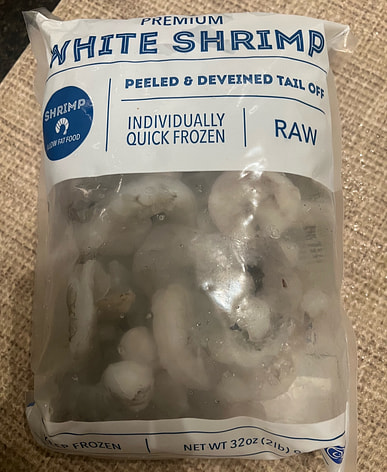 PREMIUM
WHITE SHRIMP
PEELED & DEVEINED TAIL OFF
SHRIMP
LOW FAT FOOD
INDIVIDUALLY
QUICK FROZEN
RAW
FROZEN
NET WT 32oz (2lb)